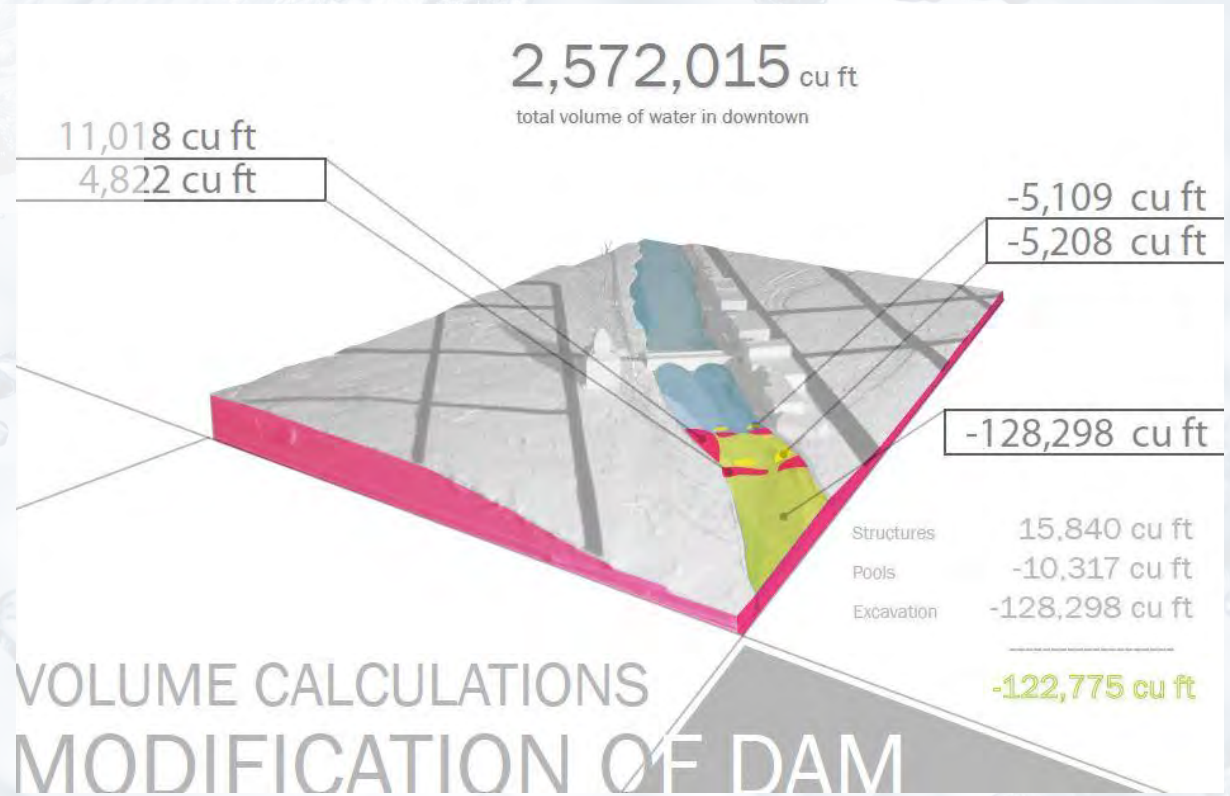 2,572,015 cu ft
total volume of water in downtown
11,018 cu ft
4,822 cu ft
-5,109 cu ft
-5,208 cu ft
-128,298 cu ft
Structures 15,840 cu ft
Pools -10,317 cu ft
Excavation -128,298 cu ft
-122,775 cu ft
VOLUME CALCULATIONS
MODIFICATION OF DAM